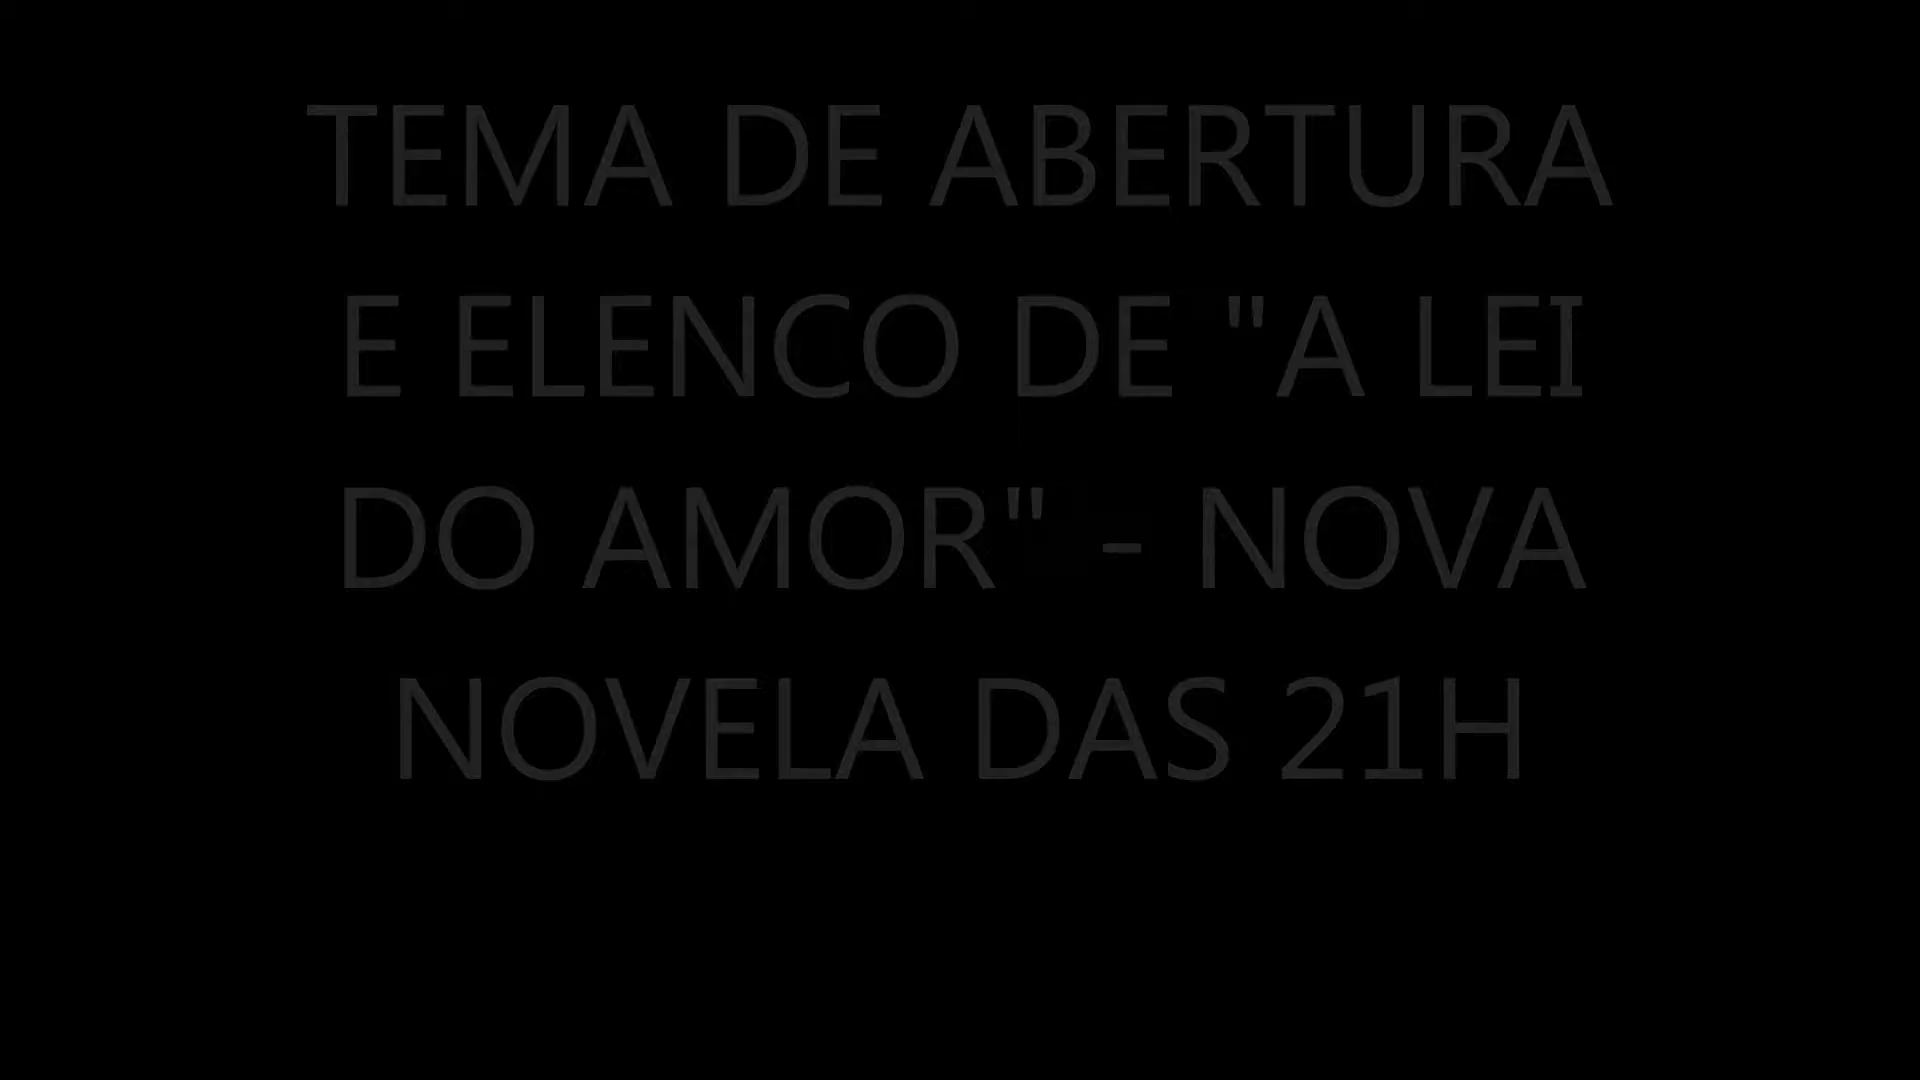 TEMA DE ABERTURA
E ELENCO DE "A LEI
DO AMOR" - NOVA
NOVELA DAS 21H